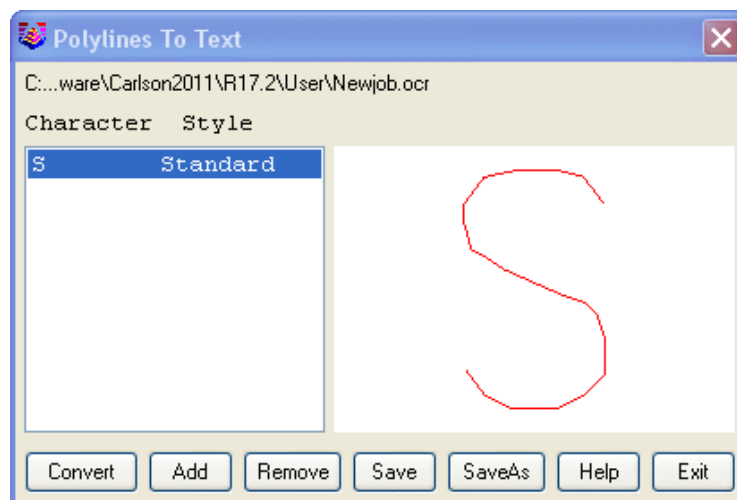 Polylines To Text
C:...ware\Carlson2011\R17.2\User\Newjob.ocr
Character Style
S Standard
S
Convert Add Remove Save SaveAs Help Exit